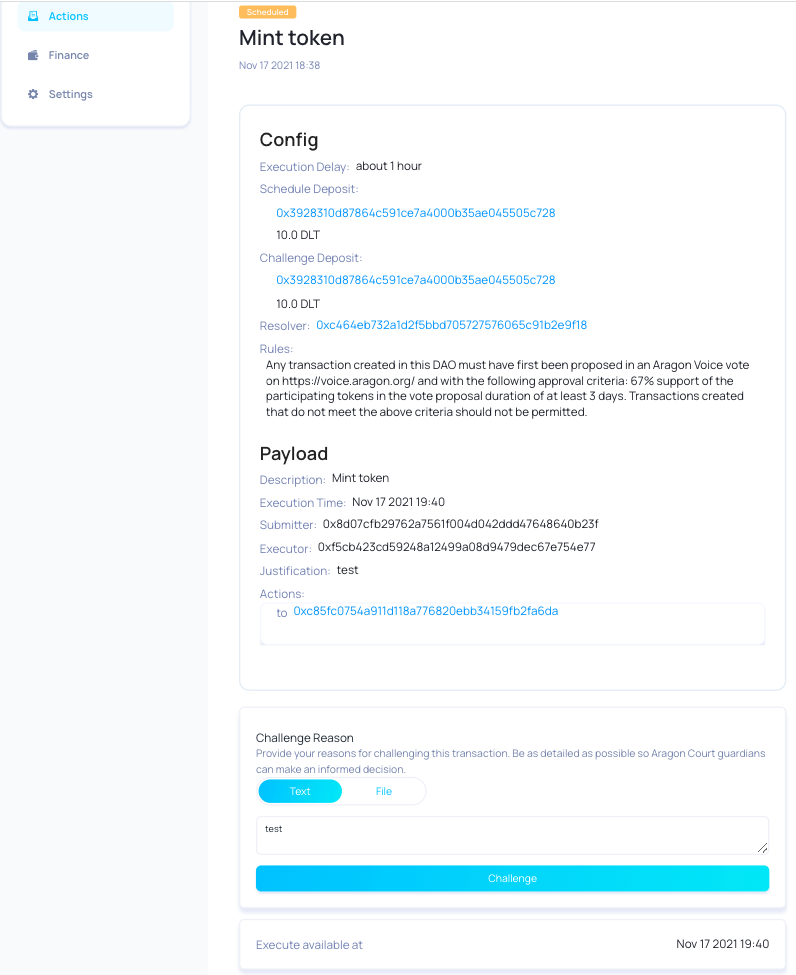 Actions
Finance
Settings
Scheduled
Mint token
Nov 17 2021 18:38
Config
Execution Delay: about 1 hour
Schedule Deposit:
0x3928310d87864c591ce7a4000b35ae045505c728
10.0 DLT
Challenge Deposit:
0x3928310d87864c591ce7a4000b35ae045505c728
10.0 DLT
Resolver: 0xc464eb732a1d2f5bbd705727576065c91b2e9f18
Rules:
Any transaction created in this DAO must have first been proposed in an Aragon Voice vote
on https://voice.aragon.org/ and with the following approval criteria: 67% support of the
participating tokens in the vote proposal duration of at least 3 days. Transactions created
that do not meet the above criteria should not be permitted.
Payload
Description: Mint token
Execution Time: Nov 17 2021 19:40
Submitter: 0x8d07cfb29762a7561f004d042ddd47648640b23f
Executor: 0xf5cb423cd59248a12499a08d9479dec67e754e77
Justification: test
Actions:
to 0xc85fc0754a911d118a776820ebb34159fb2fa6da
Challenge Reason
Provide your reasons for challenging this transaction. Be as detailed as possible so Aragon Court guardians
can make an informed decision.
Text File
test
Challenge
Execute available at Nov 17 2021 19:40